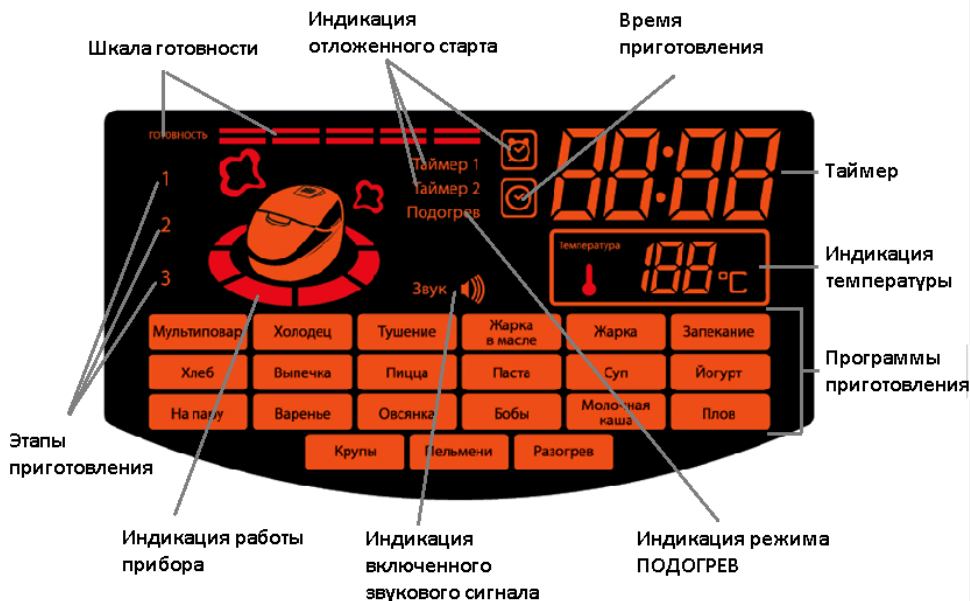 Индикация
отложенного старта
Время
приготовления
Шкала готовности
ГОТОВНОСТЬ
Таймер 1
Таймер 2
Подогрев
88:88
Таймер
1
2
3
Температура
188 °C
Индикация
температуры
Звук
Мультиповар Холодец Тушение Жарка в масле Жарка Запекание
Хлеб Выпечка Пицца Паста Суп Йогурт
На пару Варенье Овсянка Бобы Молочная каша Плов
Крупы Пельмени Разогрев
Программы
приготовления
Этапы
приготовления
Индикация работы
прибора
Индикация
включенного
звукового сигнала
Индикация режима
ПОДОГРЕВ